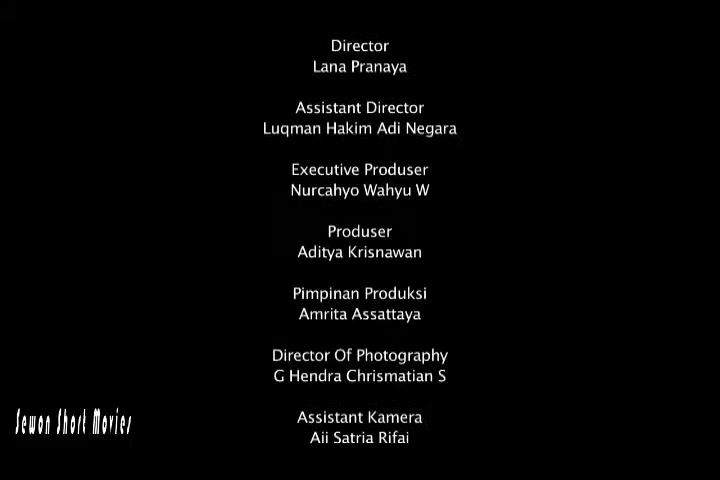 Director
Lana Pranaya
Assistant Director
Luqman Hakim Adi Negara
Executive Produser
Nurcahyo Wahyu W
Produser
Aditya Krisnawan
Pimpinan Produksi
Amrita Assattaya
Director Of Photography
G Hendra Chrismatian S
Assistant Kamera
Aii Satria Rifai
Sewon Short Movies